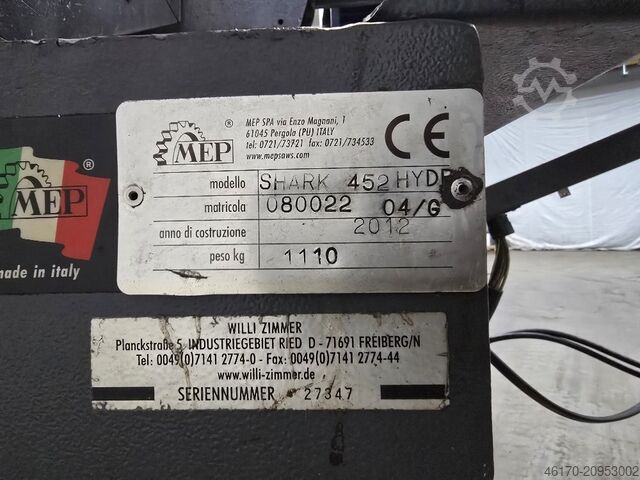 MEP
®
MEP SPA via Enzo Magnani, 1
61045 Pergola (PU) ITALY
tel: 0721/73721 fax: 0721/734533
www.mepsaws.com
CE
modello SHARK 452 HYDR
matricola 080022 04/G
anno di costruzione 2012
peso kg 1110
®
MEP
made in italy
WILLI ZIMMER
Planckstraße 5 INDUSTRIEGEBIET RIED D - 71691 FREIBERG/N
Tel: 0049(0)7141 2774-0 - Fax: 0049(0)7141 2774-44
www.willi-zimmer.de
SERIENNUMMER 27347
46170-20953002